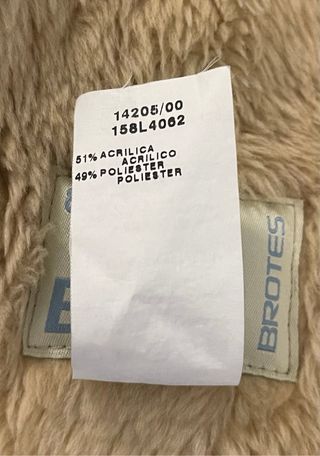 14205/00
158L4062
51% ACRILICA
ACRILICO
49% POLIESTER
POLIESTER
BROTES